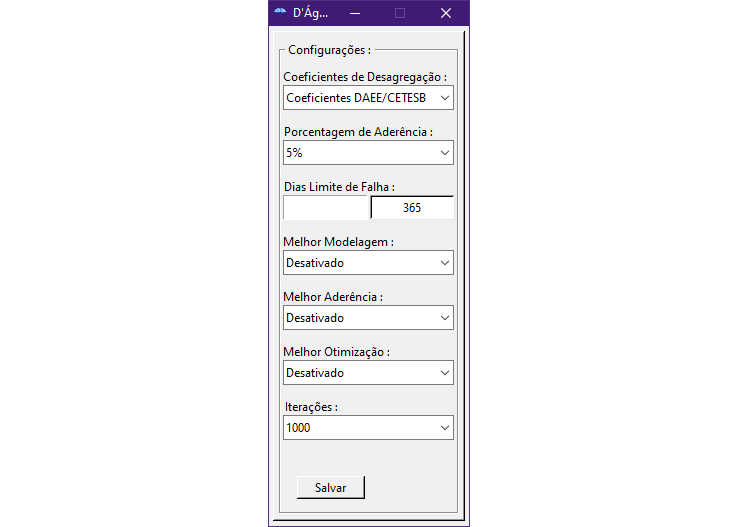 D'Ág...
Configurações :
Coeficientes de Desagregação :
Coeficientes DAEE/CETESB
Porcentagem de Aderência :
5%
Dias Limite de Falha :
365
Melhor Modelagem :
Desativado
Melhor Aderência :
Desativado
Melhor Otimização :
Desativado
Iterações :
1000
Salvar